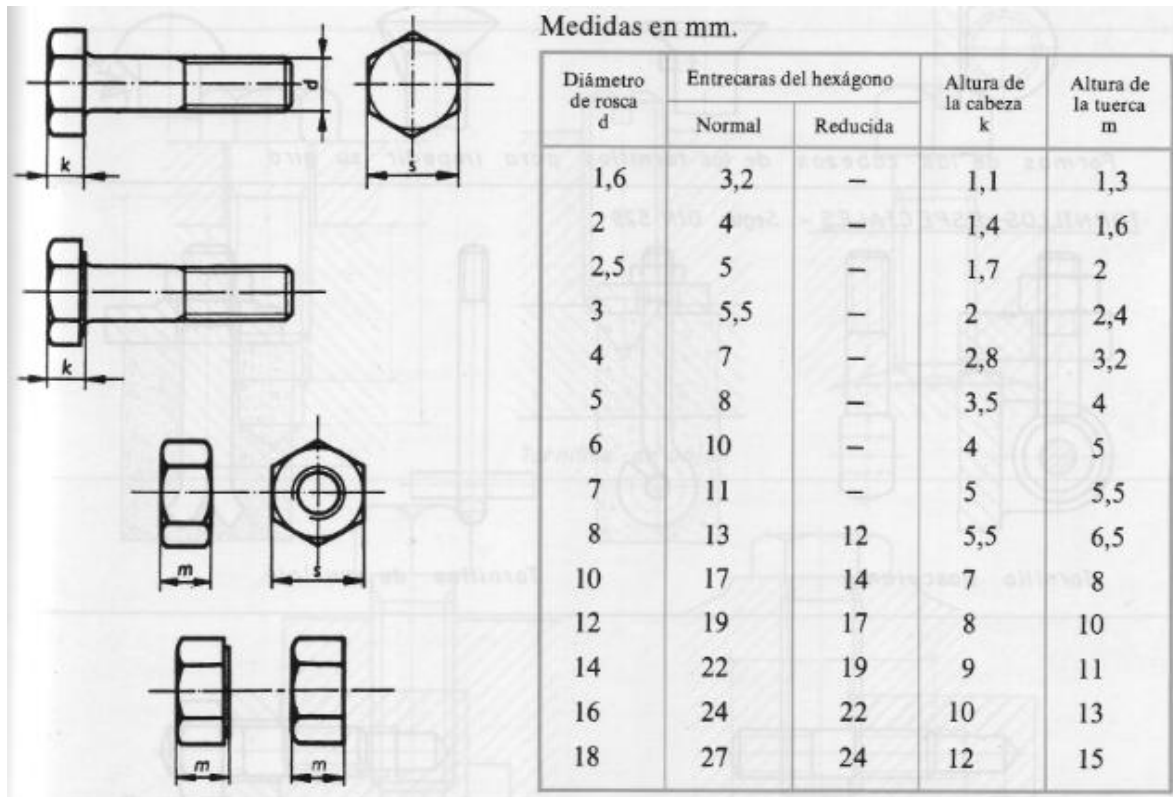 Medidas en mm.
Diámetro de rosca d | Entrecaras del hexágono | Altura de la cabeza k | Altura de la tuerca m
Normal | Reducida
1,6 3,2 — 1,1 1,3
2 4 — 1,4 1,6
2,5 5 — 1,7 2
3 5,5 — 2 2,4
4 7 — 2,8 3,2
5 8 — 3,5 4
6 10 — 4 5
7 11 — 5 5,5
8 13 12 5,5 6,5
10 17 14 7 8
12 19 17 8 10
14 22 19 9 11
16 24 22 10 13
18 27 24 12 15
d
k
s
k
m
s
m
m